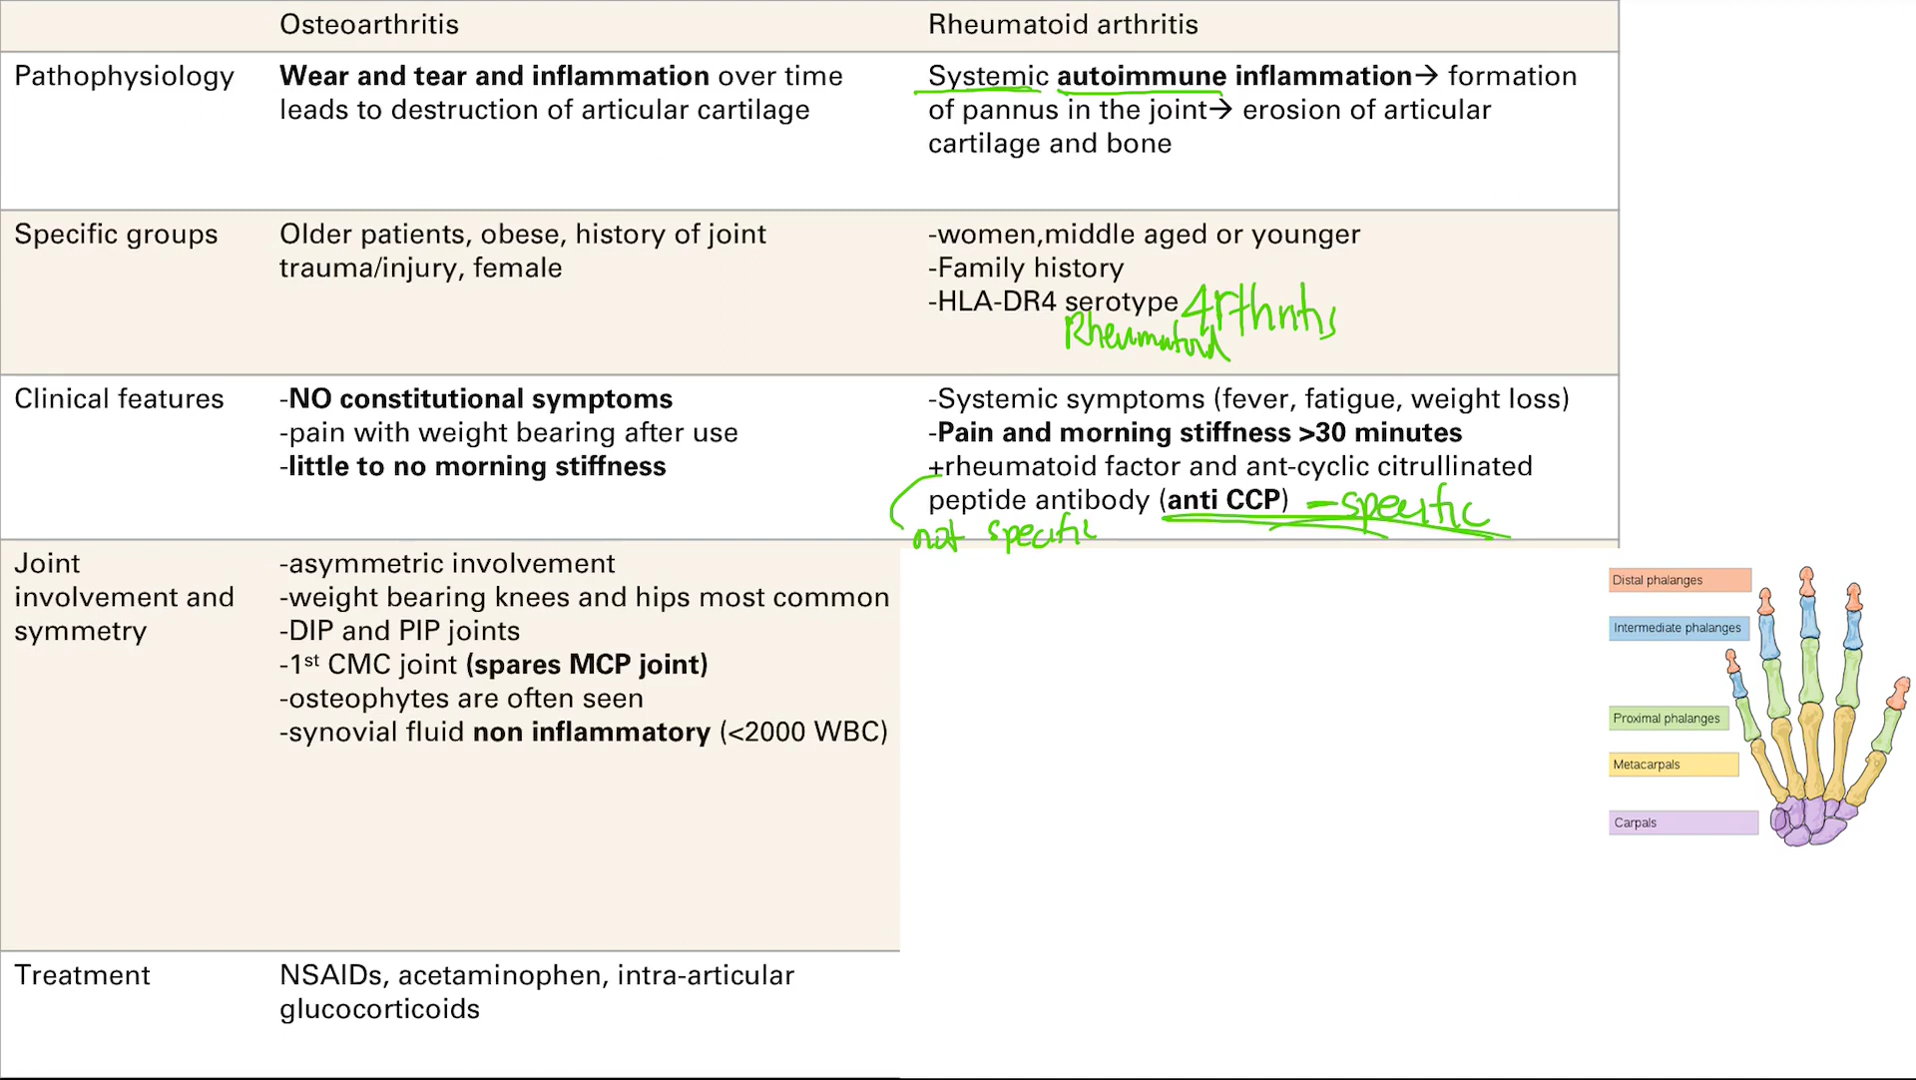 Osteoarthritis
Rheumatoid arthritis
Pathophysiology
Wear and tear and inflammation over time
leads to destruction of articular cartilage
Systemic autoimmune inflammation→ formation
of pannus in the joint→ erosion of articular
cartilage and bone
Specific groups
Older patients, obese, history of joint
trauma/injury, female
-women,middle aged or younger
-Family history
-HLA-DR4 serotype 4rthritis
Rheumatoid
Clinical features
-NO constitutional symptoms
-pain with weight bearing after use
-little to no morning stiffness
-Systemic symptoms (fever, fatigue, weight loss)
-Pain and morning stiffness >30 minutes
+rheumatoid factor and ant-cyclic citrullinated
peptide antibody (anti CCP) - specific
not specific
Joint
involvement and
symmetry
-asymmetric involvement
-weight bearing knees and hips most common
-DIP and PIP joints
-1st CMC joint (spares MCP joint)
-osteophytes are often seen
-synovial fluid non inflammatory (<2000 WBC)
Distal phalanges
Intermediate phalanges
Proximal phalanges
Metacarpals
Carpals
Treatment
NSAIDs, acetaminophen, intra-articular
glucocorticoids